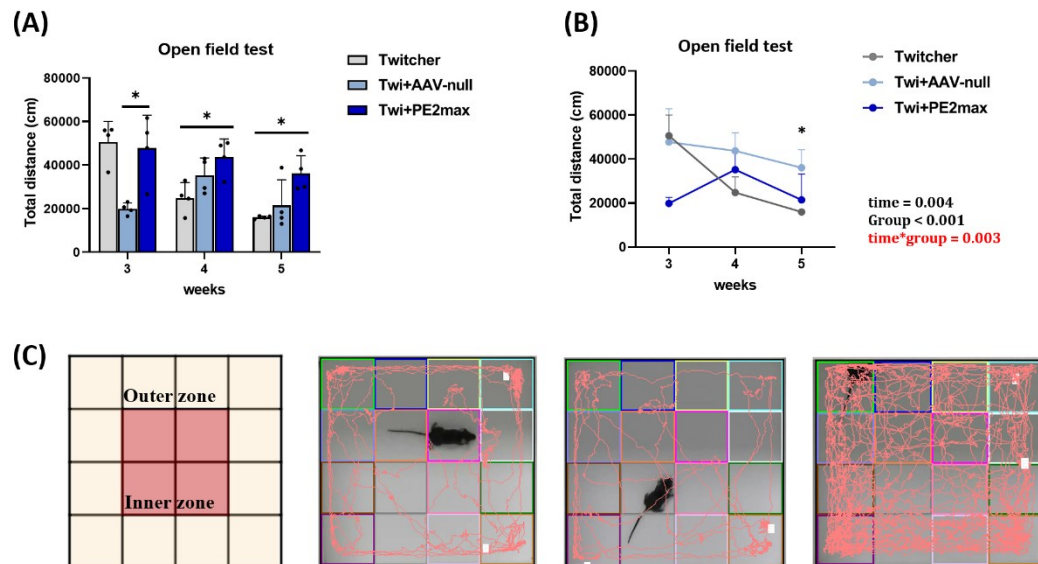 (A)
Open field test
Total distance (cm)
80000
60000
40000
20000
0
*
*
*
3
4
5
weeks
Twitcher
Twi+AAV-null
Twi+PE2max
(B)
Open field test
Total distance (cm)
80000
60000
40000
20000
0
*
3
4
5
weeks
Twitcher
Twi+AAV-null
Twi+PE2max
time = 0.004
Group < 0.001
time*group = 0.003
(C)
Outer zone
Inner zone